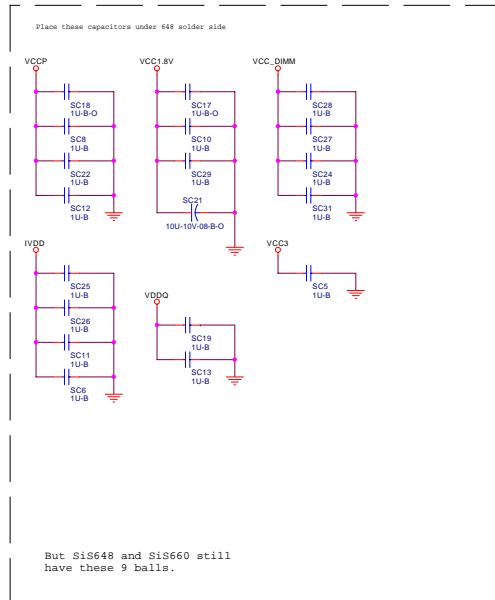 Place these capacitors under 648 solder side
VCCP
VCC1.8V
VCC_DIMM
SC18
1U-B-O
SC17
1U-B-O
SC28
1U-B
SC8
1U-B
SC10
1U-B
SC27
1U-B
SC22
1U-B
SC29
1U-B
SC24
1U-B
SC12
1U-B
SC21
10U-10V-08-B-O
SC31
1U-B
IVDD
VCC3
SC25
1U-B
SC5
1U-B
VDDQ
SC26
1U-B
SC19
1U-B
SC11
1U-B
SC13
1U-B
SC6
1U-B
But SiS648 and SiS660 still
have these 9 balls.